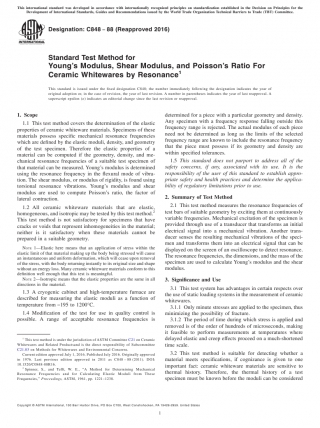 This international standard was developed in accordance with internationally recognized principles on standardization established in the Decision on Principles for the
Development of International Standards, Guides and Recommendations issued by the World Trade Organization Technical Barriers to Trade (TBT) Committee.
Designation: C848 − 88 (Reapproved 2016)
Standard Test Method for
Young's Modulus, Shear Modulus, and Poisson's Ratio For
Ceramic Whitewares by Resonance1
This standard is issued under the fixed designation C848; the number immediately following the designation indicates the year of
original adoption or, in the case of revision, the year of last revision. A number in parentheses indicates the year of last reapproval. A
superscript epsilon (ε) indicates an editorial change since the last revision or reapproval.
1. Scope
1.1 This test method covers the determination of the elastic
properties of ceramic whiteware materials. Specimens of these
materials possess specific mechanical resonance frequencies
which are defined by the elastic moduli, density, and geometry
of the test specimen. Therefore the elastic properties of a
material can be computed if the geometry, density, and me-
chanical resonance frequencies of a suitable test specimen of
that material can be measured. Young's modulus is determined
using the resonance frequency in the flexural mode of vibra-
tion. The shear modulus, or modulus of rigidity, is found using
torsional resonance vibrations. Young's modulus and shear
modulus are used to compute Poisson's ratio, the factor of
lateral contraction.
1.2 All ceramic whiteware materials that are elastic,
homogeneous, and isotropic may be tested by this test method.2
This test method is not satisfactory for specimens that have
cracks or voids that represent inhomogeneities in the material;
neither is it satisfactory when these materials cannot be
prepared in a suitable geometry.
NOTE 1—Elastic here means that an application of stress within the
elastic limit of that material making up the body being stressed will cause
an instantaneous and uniform deformation, which will cease upon removal
of the stress, with the body returning instantly to its original size and shape
without an energy loss. Many ceramic whiteware materials conform to this
definition well enough that this test is meaningful.
NOTE 2—Isotropic means that the elastic properties are the same in all
directions in the material.
1.3 A cryogenic cabinet and high-temperature furnace are
described for measuring the elastic moduli as a function of
temperature from −195 to 1200°C.
1.4 Modification of the test for use in quality control is
possible. A range of acceptable resonance frequencies is
1 This test method is under the jurisdiction of ASTM Committee C21 on Ceramic
Whitewares and Related Products and is the direct responsibility of Subcommittee
C21.03 on Methods for Whitewares and Environmental Concerns.
Current edition approved July 1, 2016. Published July 2016. Originally approved
in 1976. Last previous edition approved in 2011 as C848 – 88 (2011). DOI:
10.1520/C0848-88R16.
2 Spinner, S., and Tefft, W. E., "A Method for Determining Mechanical
Resonance Frequencies and for Calculating Elastic Moduli from These
Frequencies," Proceedings, ASTM, 1961, pp. 1221–1238.
determined for a piece with a particular geometry and density.
Any specimen with a frequency response falling outside this
frequency range is rejected. The actual modulus of each piece
need not be determined as long as the limits of the selected
frequency range are known to include the resonance frequency
that the piece must possess if its geometry and density are
within specified tolerances.
1.5 This standard does not purport to address all of the
safety concerns, if any, associated with its use. It is the
responsibility of the user of this standard to establish appro-
priate safety and health practices and determine the applica-
bility of regulatory limitations prior to use.
2. Summary of Test Method
2.1 This test method measures the resonance frequencies of
test bars of suitable geometry by exciting them at continuously
variable frequencies. Mechanical excitation of the specimen is
provided through use of a transducer that transforms an initial
electrical signal into a mechanical vibration. Another trans-
ducer senses the resulting mechanical vibrations of the speci-
men and transforms them into an electrical signal that can be
displayed on the screen of an oscilloscope to detect resonance.
The resonance frequencies, the dimensions, and the mass of the
specimen are used to calculate Young's modulus and the shear
modulus.
3. Significance and Use
3.1 This test system has advantages in certain respects over
the use of static loading systems in the measurement of ceramic
whitewares.
3.1.1 Only minute stresses are applied to the specimen, thus
minimizing the possibility of fracture.
3.1.2 The period of time during which stress is applied and
removed is of the order of hundreds of microseconds, making
it feasible to perform measurements at temperatures where
delayed elastic and creep effects proceed on a much-shortened
time scale.
3.2 This test method is suitable for detecting whether a
material meets specifications, if cognizance is given to one
important fact: ceramic whiteware materials are sensitive to
thermal history. Therefore, the thermal history of a test
specimen must be known before the moduli can be considered
Copyright © ASTM International, 100 Barr Harbor Drive, PO Box C700, West Conshohocken, PA 19428-2959. United States
1